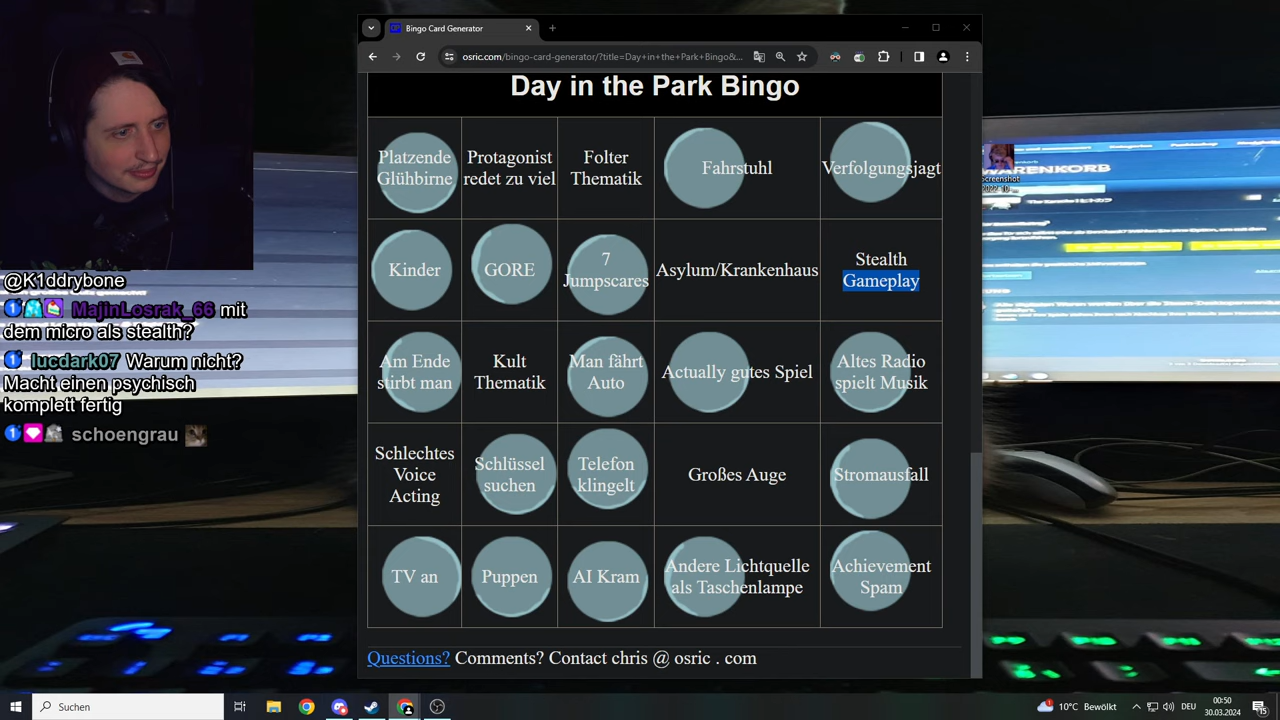 Bingo Card Generator
osric.com/bingo-card-generator/?title=Day+in+the+Park+Bingo&...
Day in the Park Bingo
Platzende
Glühbirne
Protagonist
redet zu viel
Folter
Thematik
Fahrstuhl
Verfolgungsjagt
Kinder
GORE
7
Jumpscares
Asylum/Krankenhaus
Stealth
Gameplay
Am Ende
stirbt man
Kult
Thematik
Man fährt
Auto
Actually gutes Spiel
Altes Radio
spielt Musik
Schlechtes
Voice
Acting
Schlüssel
suchen
Telefon
klingelt
Großes Auge
Stromausfall
TV an
Puppen
AI Kram
Andere Lichtquelle
als Taschenlampe
Achievement
Spam
Questions? Comments? Contact chris @ osric . com
@K1ddrybone
MajinLosrak_66 mit
dem micro als stealth?
lucdark07 Warum nicht?
Macht einen psychisch
komplett fertig
schoengrau
WARENKORB
Screenshot
2022 10
Suchen
10°C Bewölkt
DEU
00:50
30.03.2024
15